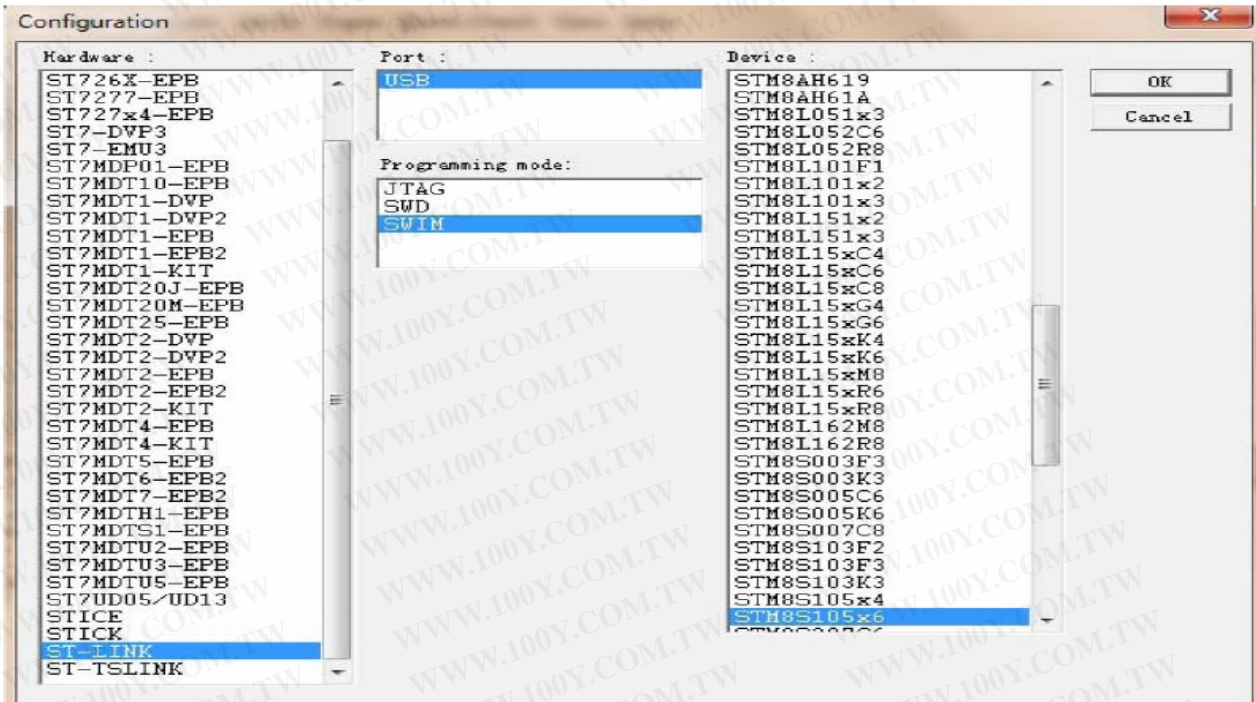 Configuration
Hardware :
ST726X-EPB
ST7277-EPB
ST727x4-EPB
ST7-DVP3
ST7-EMU3
ST7MDP01-EPB
ST7MDT10-EPB
ST7MDT1-DVP
ST7MDT1-DVP2
ST7MDT1-EPB
ST7MDT1-EPB2
ST7MDT1-KIT
ST7MDT20J-EPB
ST7MDT20M-EPB
ST7MDT25-EPB
ST7MDT2-DVP
ST7MDT2-DVP2
ST7MDT2-EPB
ST7MDT2-EPB2
ST7MDT2-KIT
ST7MDT4-EPB
ST7MDT4-KIT
ST7MDT5-EPB
ST7MDT6-EPB2
ST7MDT7-EPB2
ST7MDTH1-EPB
ST7MDTS1-EPB
ST7MDTU2-EPB
ST7MDTU3-EPB
ST7MDTU5-EPB
ST7UD05/UD13
STICE
STICK
ST-LINK
ST-TSLINK
Port :
USB
Programming mode:
JTAG
SWD
SWIM
Device :
STM8AH619
STM8AH61A
STM8L051x3
STM8L052C6
STM8L052R8
STM8L101F1
STM8L101x2
STM8L101x3
STM8L151x2
STM8L151x3
STM8L15xC4
STM8L15xC6
STM8L15xC8
STM8L15xG4
STM8L15xG6
STM8L15xK4
STM8L15xK6
STM8L15xM8
STM8L15xR6
STM8L15xR8
STM8L162M8
STM8L162R8
STM8S003F3
STM8S003K3
STM8S005C6
STM8S005K6
STM8S007C8
STM8S103F2
STM8S103F3
STM8S103K3
STM8S105x4
STM8S105x6
OK
Cancel
WWW.100Y.COM.TW